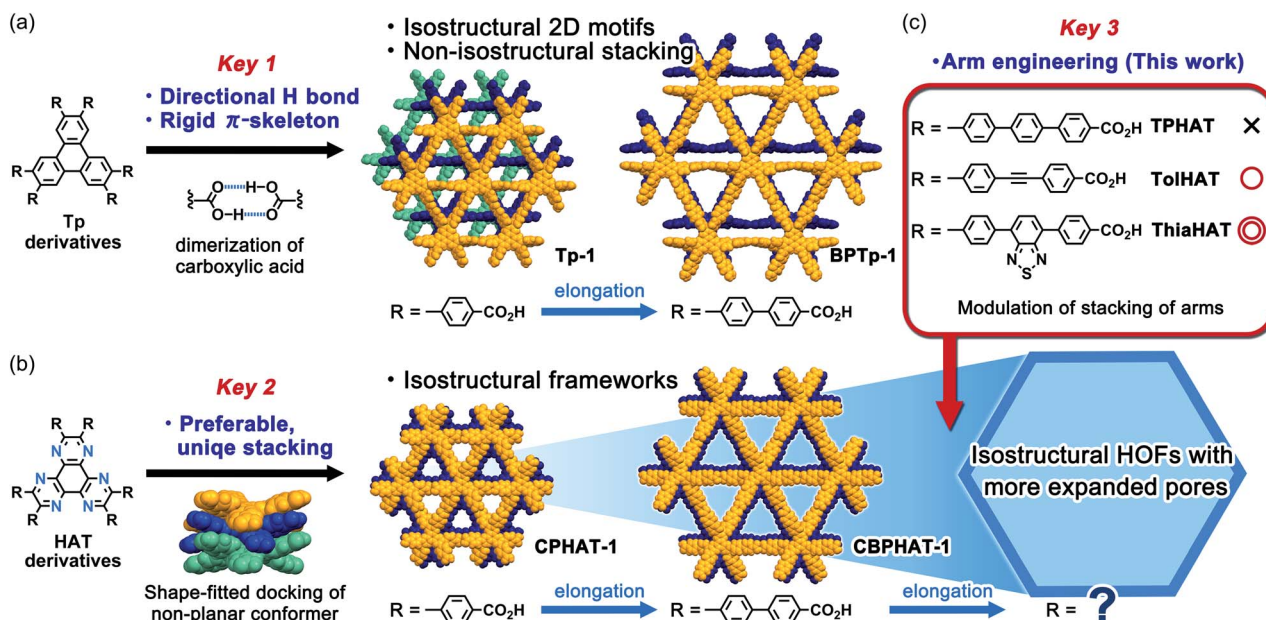 (a)
Key 1
• Directional H bond
• Rigid π-skeleton
R R
R R
R R
Tp
derivatives
O H-O
O-H O
dimerization of
carboxylic acid
• Isostructural 2D motifs
• Non-isostructural stacking
Tp-1
BPTp-1
R = CO2H
elongation
R = CO2H
(b)
Key 2
• Preferable,
uniqe stacking
R R
N N
R N N R
R N N R
HAT
derivatives
Shape-fitted docking of
non-planar conformer
• Isostructural frameworks
CPHAT-1
CBPHAT-1
R = CO2H
elongation
R = CO2H
elongation
R = ?
(c)
Key 3
•Arm engineering (This work)
R = CO2H TPHAT ×
R = CO2H TolHAT ○
R = CO2H ThiaHAT ◎
N N
S
Modulation of stacking of arms
Isostructural HOFs with
more expanded pores